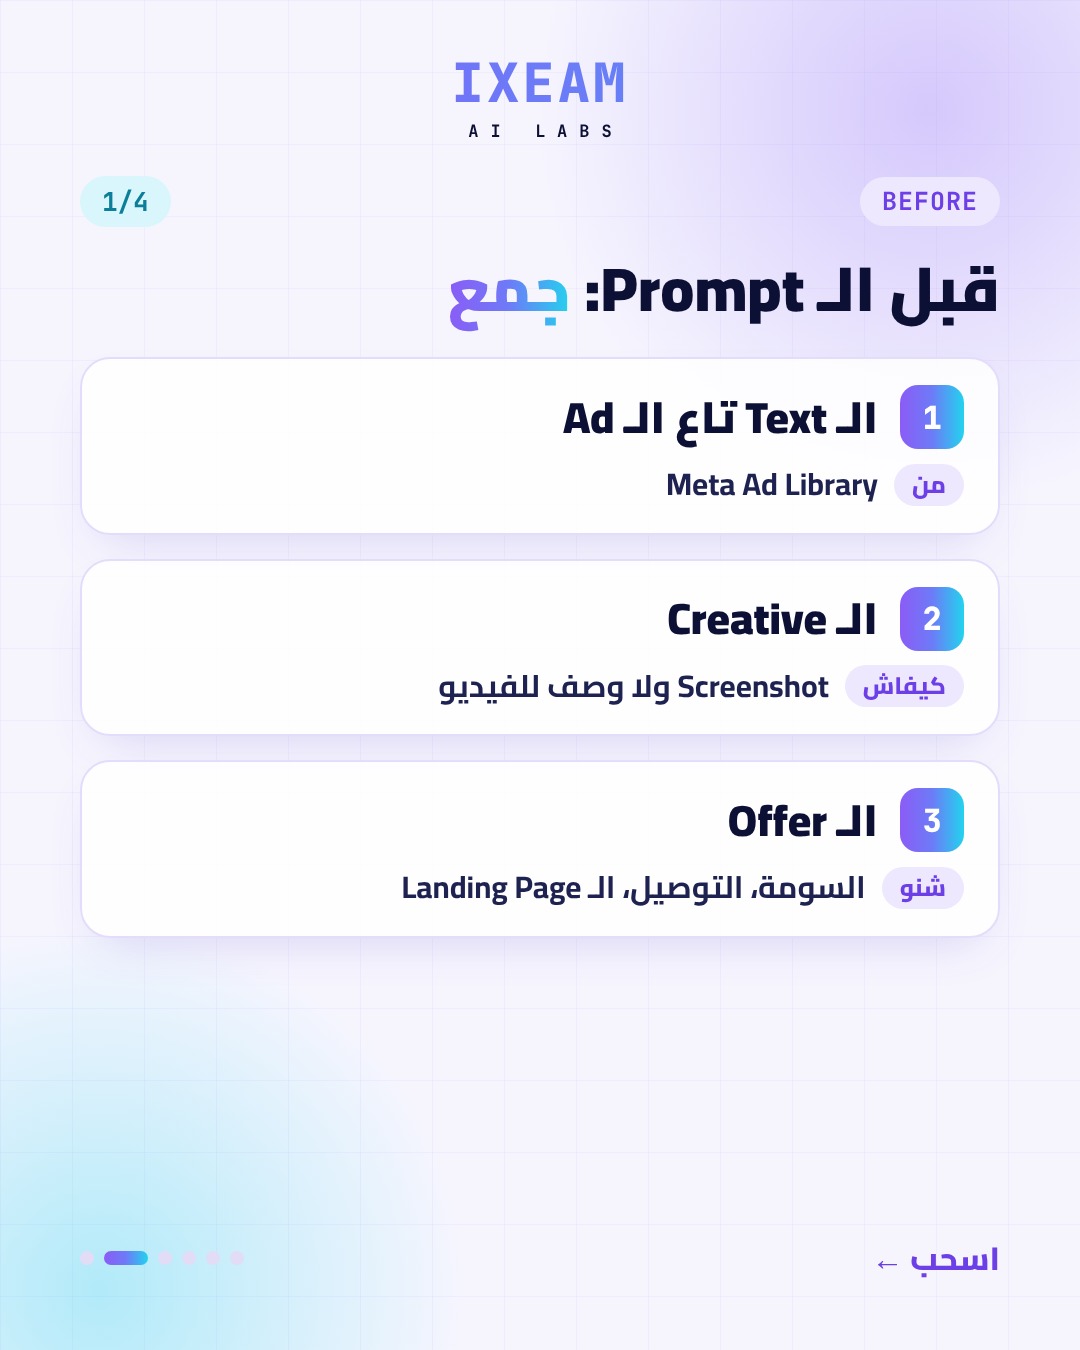 IXEAM
AI LABS
BEFORE
1/4
قبل الـ Prompt: جمع
1
الـ Text تاع الـ Ad
من
Meta Ad Library
2
الـ Creative
كيفاش
Screenshot ولا وصف للفيديو
3
الـ Offer
شنو
السومة، التوصيل، الـ Landing Page
اسحب ←